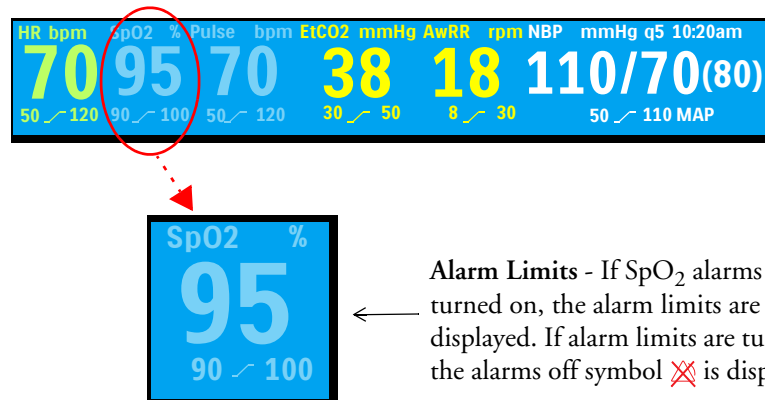 HR bpm SpO2 % Pulse bpm EtCO2 mmHg AwRR rpm NBP mmHg q5 10:20am
70 95 70 38 18 110/70(80)
50 120 90 100 50 120 30 50 8 30 50 110 MAP
SpO2 %
95
90 100
Alarm Limits - If SpO2 alarms
turned on, the alarm limits are
displayed. If alarm limits are tu
the alarms off symbol is disp